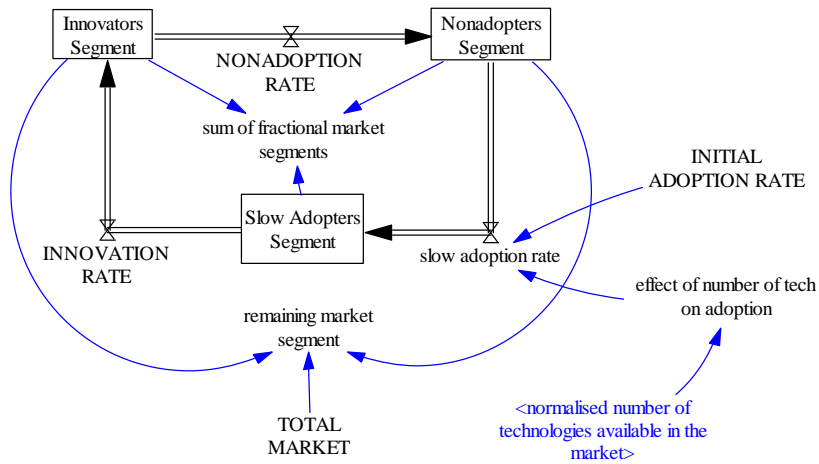 Innovators
Segment
Nonadopters
Segment
NONADOPTION
RATE
sum of fractional market
segments
INITIAL
ADOPTION RATE
Slow Adopters
Segment
INNOVATION
RATE
slow adoption rate
effect of number of tech
on adoption
remaining market
segment
TOTAL
MARKET
<normalised number of
technologies available in the
market>